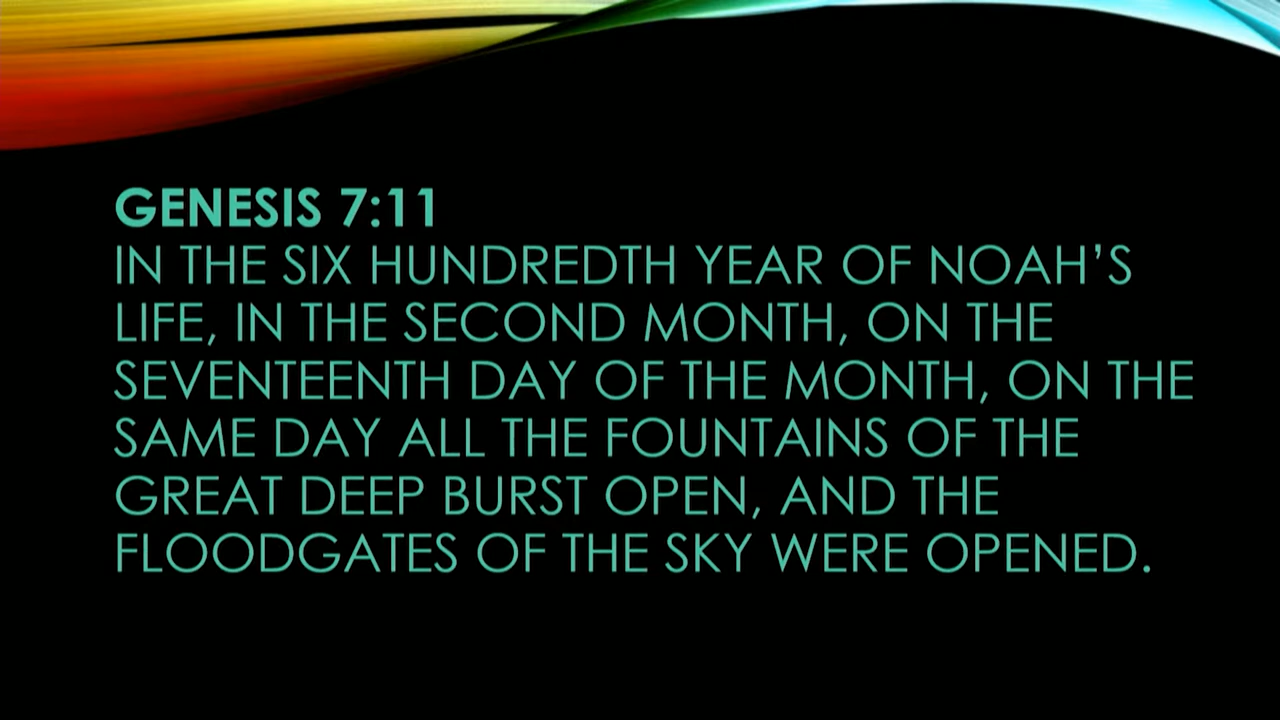 GENESIS 7:11
IN THE SIX HUNDREDTH YEAR OF NOAH’S
LIFE, IN THE SECOND MONTH, ON THE
SEVENTEENTH DAY OF THE MONTH, ON THE
SAME DAY ALL THE FOUNTAINS OF THE
GREAT DEEP BURST OPEN, AND THE
FLOODGATES OF THE SKY WERE OPENED.